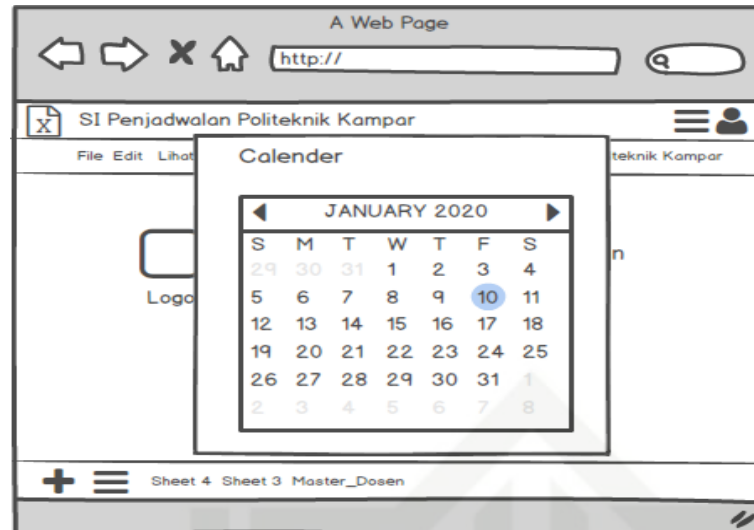 A Web Page
http://
X SI Penjadwalan Politeknik Kampar
File Edit Lihat teknik Kampar
Calender
JANUARY 2020
S M T W T F S
29 30 31 1 2 3 4
5 6 7 8 9 10 11
12 13 14 15 16 17 18
19 20 21 22 23 24 25
26 27 28 29 30 31 1
2 3 4 5 6 7 8
n
Logo
Sheet 4 Sheet 3 Master_Dosen